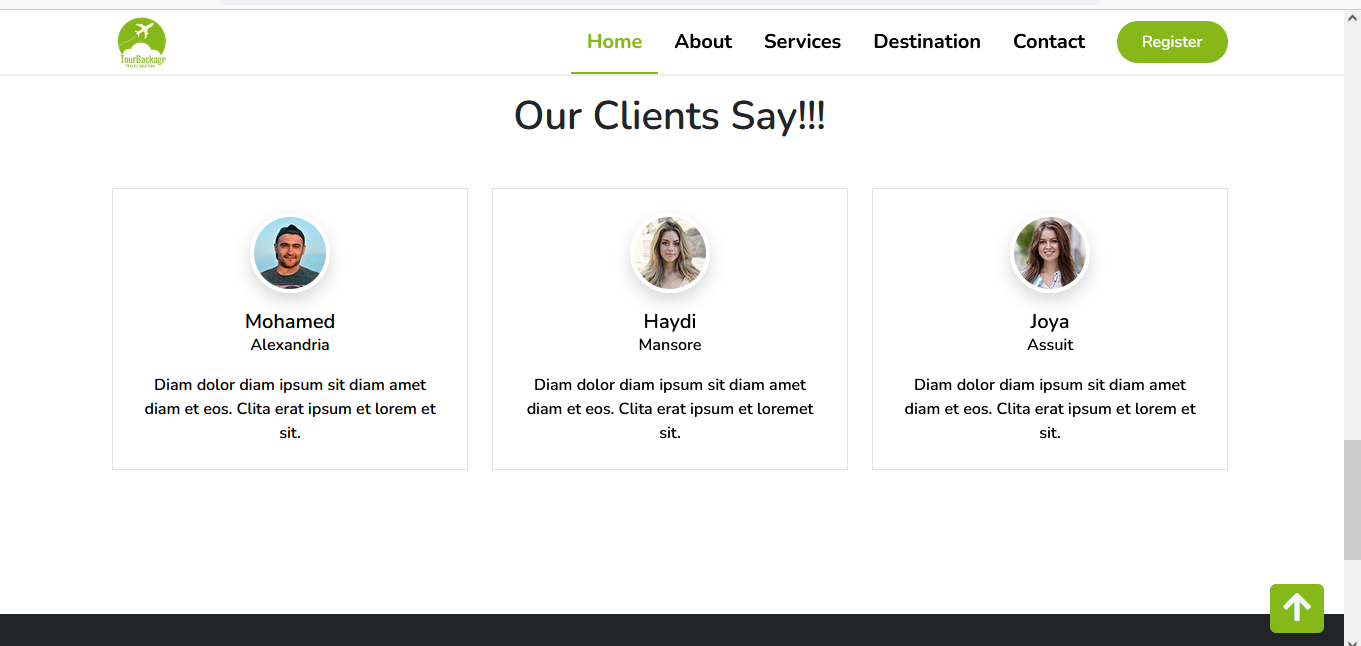 TourBackage
TRAVEL SOLUTION
Home About Services Destination Contact Register
Our Clients Say!!!
Mohamed
Alexandria
Diam dolor diam ipsum sit diam amet
diam et eos. Clita erat ipsum et lorem et
sit.
Haydi
Mansore
Diam dolor diam ipsum sit diam amet
diam et eos. Clita erat ipsum et loremet
sit.
Joya
Assuit
Diam dolor diam ipsum sit diam amet
diam et eos. Clita erat ipsum et lorem et
sit.